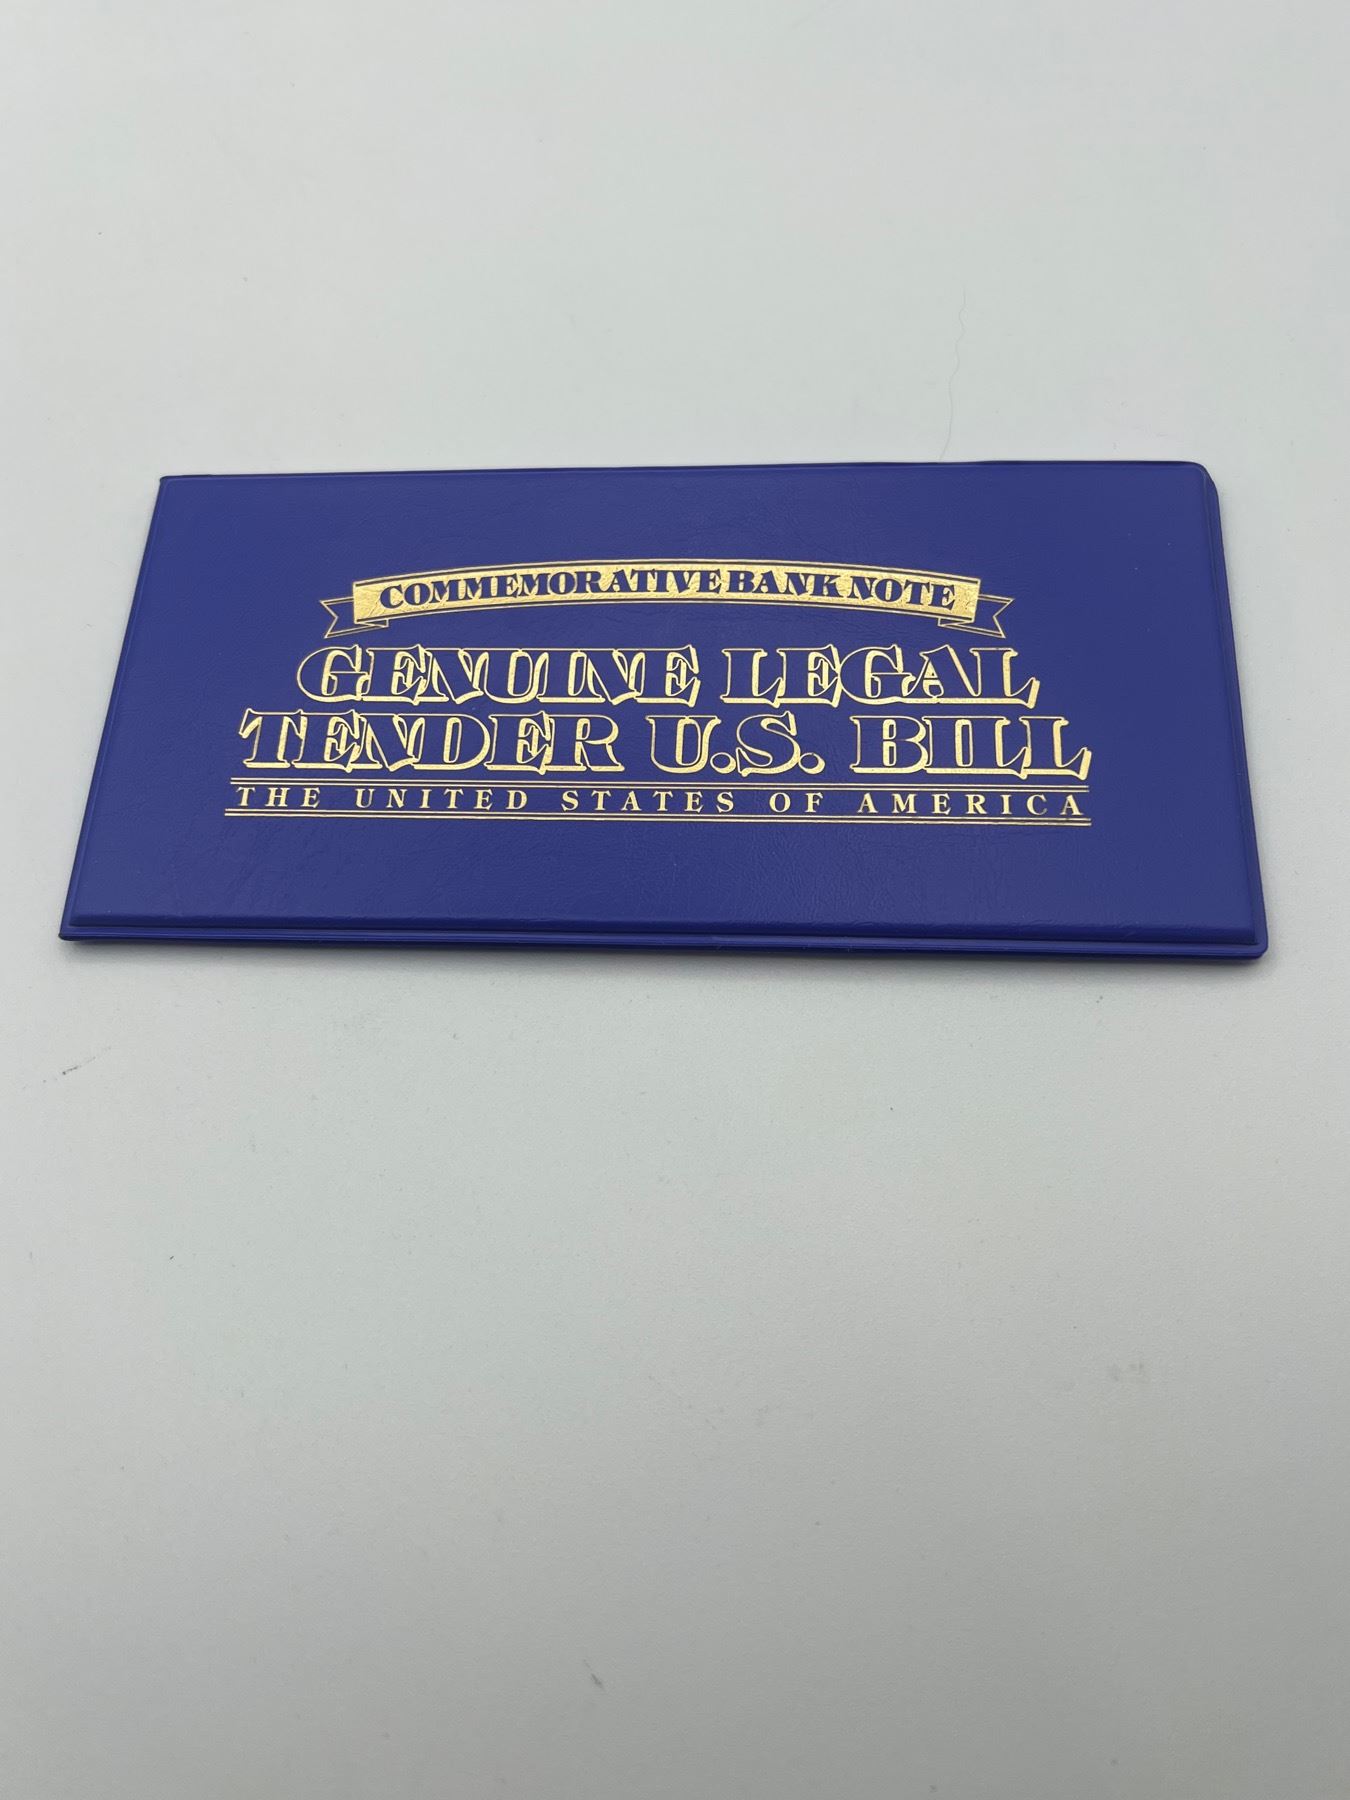 COMMEMORATIVE BANK NOTE
GENUINE LEGAL
TENDER U.S. BILL
THE UNITED STATES OF AMERICA